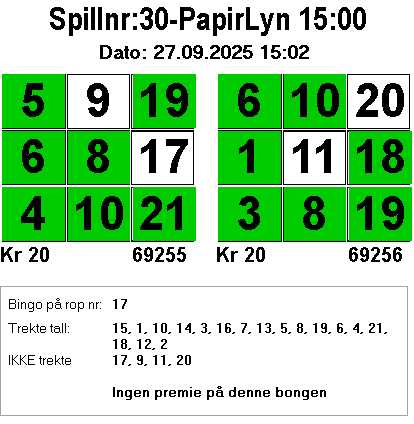 Spillnr:30-PapirLyn 15:00
Dato: 27.09.2025 15:02
5 9 19
6 8 17
4 10 21
Kr 20 69255
6 10 20
1 11 18
3 8 19
Kr 20 69256
Bingo på rop nr: 17
Trekte tall: 15, 1, 10, 14, 3, 16, 7, 13, 5, 8, 19, 6, 4, 21,
18, 12, 2
IKKE trekte 17, 9, 11, 20
Ingen premie på denne bongen